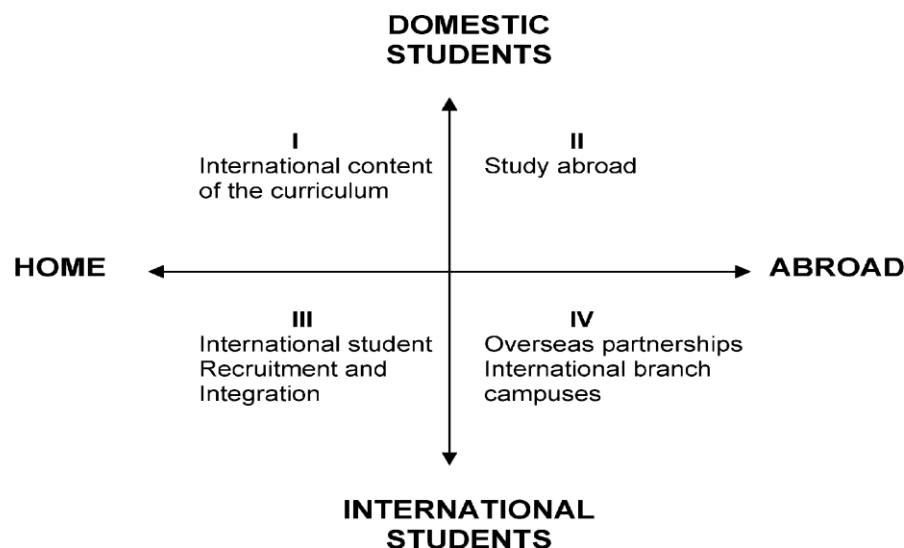 DOMESTIC
STUDENTS
I
International content
of the curriculum
II
Study abroad
HOME
ABROAD
III
International student
Recruitment and
Integration
IV
Overseas partnerships
International branch
campuses
INTERNATIONAL
STUDENTS